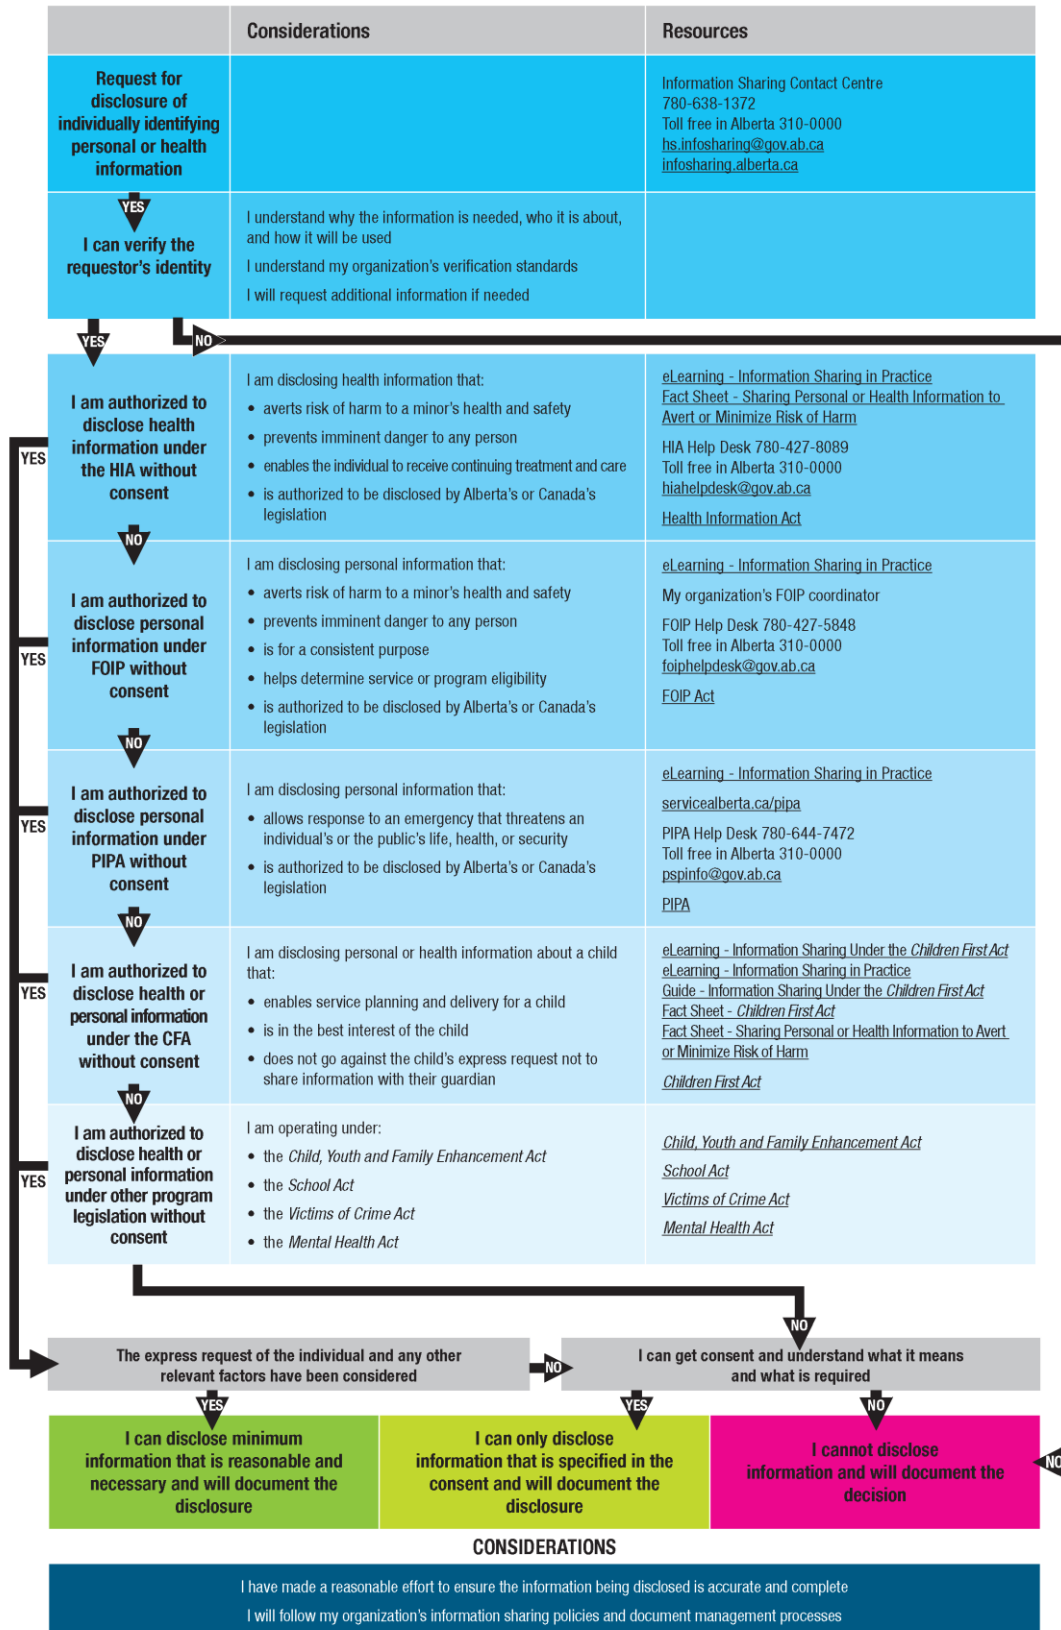 Considerations
Resources
Request for
disclosure of
individually identifying
personal or health
information
Information Sharing Contact Centre
780-638-1372
Toll free in Alberta 310-0000
hs.infosharing@gov.ab.ca
infosharing.alberta.ca
YES
I can verify the
requestor's identity
I understand why the information is needed, who it is about,
and how it will be used
I understand my organization's verification standards
I will request additional information if needed
YES
NO
I am authorized to
disclose health
information under
the HIA without
consent
I am disclosing health information that:
• averts risk of harm to a minor's health and safety
• prevents imminent danger to any person
• enables the individual to receive continuing treatment and care
• is authorized to be disclosed by Alberta's or Canada's
legislation
eLearning - Information Sharing in Practice
Fact Sheet - Sharing Personal or Health Information to
Avert or Minimize Risk of Harm
HIA Help Desk 780-427-8089
Toll free in Alberta 310-0000
hiahelpdesk@gov.ab.ca
Health Information Act
YES
NO
I am authorized to
disclose personal
information under
FOIP without
consent
I am disclosing personal information that:
• averts risk of harm to a minor's health and safety
• prevents imminent danger to any person
• is for a consistent purpose
• helps determine service or program eligibility
• is authorized to be disclosed by Alberta's or Canada's
legislation
eLearning - Information Sharing in Practice
My organization's FOIP coordinator
FOIP Help Desk 780-427-5848
Toll free in Alberta 310-0000
foiphelpdesk@gov.ab.ca
FOIP Act
YES
NO
I am authorized to
disclose personal
information under
PIPA without
consent
I am disclosing personal information that:
• allows response to an emergency that threatens an
individual's or the public's life, health, or security
• is authorized to be disclosed by Alberta's or Canada's
legislation
eLearning - Information Sharing in Practice
servicealberta.ca/pipa
PIPA Help Desk 780-644-7472
Toll free in Alberta 310-0000
pspinfo@gov.ab.ca
PIPA
YES
NO
I am authorized to
disclose health or
personal information
under the CFA
without consent
I am disclosing personal or health information about a child
that:
• enables service planning and delivery for a child
• is in the best interest of the child
• does not go against the child's express request not to
share information with their guardian
eLearning - Information Sharing Under the Children First Act
eLearning - Information Sharing in Practice
Guide - Information Sharing Under the Children First Act
Fact Sheet - Children First Act
Fact Sheet - Sharing Personal or Health Information to Avert
or Minimize Risk of Harm
Children First Act
YES
NO
I am authorized to
disclose health or
personal information
under other program
legislation without
consent
I am operating under:
• the Child, Youth and Family Enhancement Act
• the School Act
• the Victims of Crime Act
• the Mental Health Act
Child, Youth and Family Enhancement Act
School Act
Victims of Crime Act
Mental Health Act
YES
NO
The express request of the individual and any other
relevant factors have been considered
NO
I can get consent and understand what it means
and what is required
YES
YES
NO
I can disclose minimum
information that is reasonable and
necessary and will document the
disclosure
I can only disclose
information that is specified in the
consent and will document the
disclosure
I cannot disclose
information and will document the
decision
NO
CONSIDERATIONS
I have made a reasonable effort to ensure the information being disclosed is accurate and complete
I will follow my organization's information sharing policies and document management processes